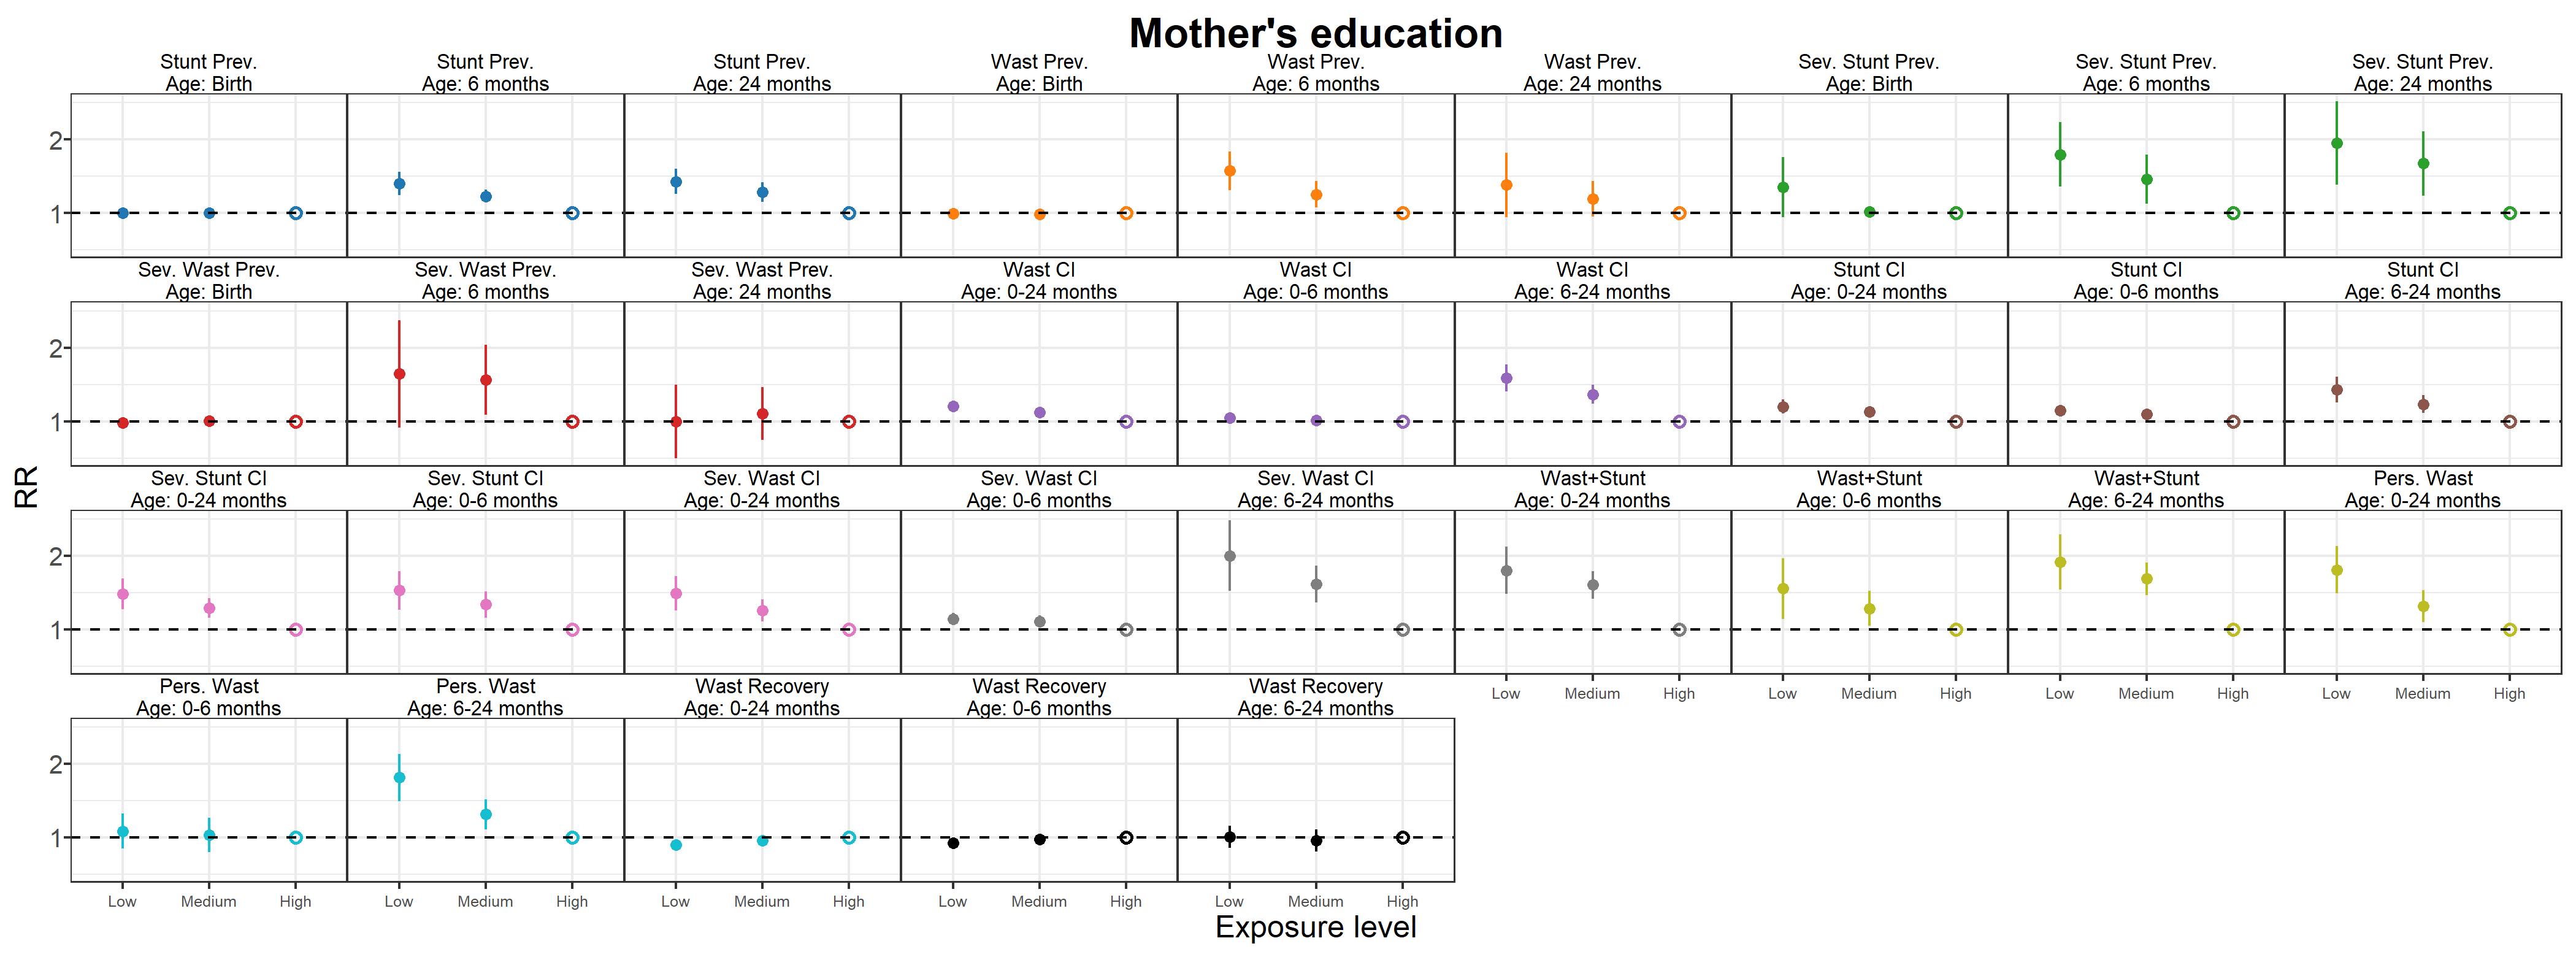 Mother's education
Stunt Prev. Stunt Prev. Stunt Prev. Wast Prev. Wast Prev. Wast Prev. Sev. Stunt Prev. Sev. Stunt Prev. Sev. Stunt Prev.
Age: Birth Age: 6 months Age: 24 months Age: Birth Age: 6 months Age: 24 months Age: Birth Age: 6 months Age: 24 months
2
1
Sev. Wast Prev. Sev. Wast Prev. Sev. Wast Prev. Wast CI Wast CI Wast CI Stunt CI Stunt CI Stunt CI
Age: Birth Age: 6 months Age: 24 months Age: 0-24 months Age: 0-6 months Age: 6-24 months Age: 0-24 months Age: 0-6 months Age: 6-24 months
2
1
RR
Sev. Stunt CI Sev. Stunt CI Sev. Wast CI Sev. Wast CI Sev. Wast CI Wast+Stunt Wast+Stunt Wast+Stunt Pers. Wast
Age: 0-24 months Age: 0-6 months Age: 0-24 months Age: 0-6 months Age: 6-24 months Age: 0-24 months Age: 0-6 months Age: 6-24 months Age: 0-24 months
2
1
Low Medium High Low Medium High Low Medium High Low Medium High
Pers. Wast Pers. Wast Wast Recovery Wast Recovery Wast Recovery
Age: 0-6 months Age: 6-24 months Age: 0-24 months Age: 0-6 months Age: 6-24 months
2
1
Low Medium High Low Medium High Low Medium High Low Medium High Low Medium High
Exposure level